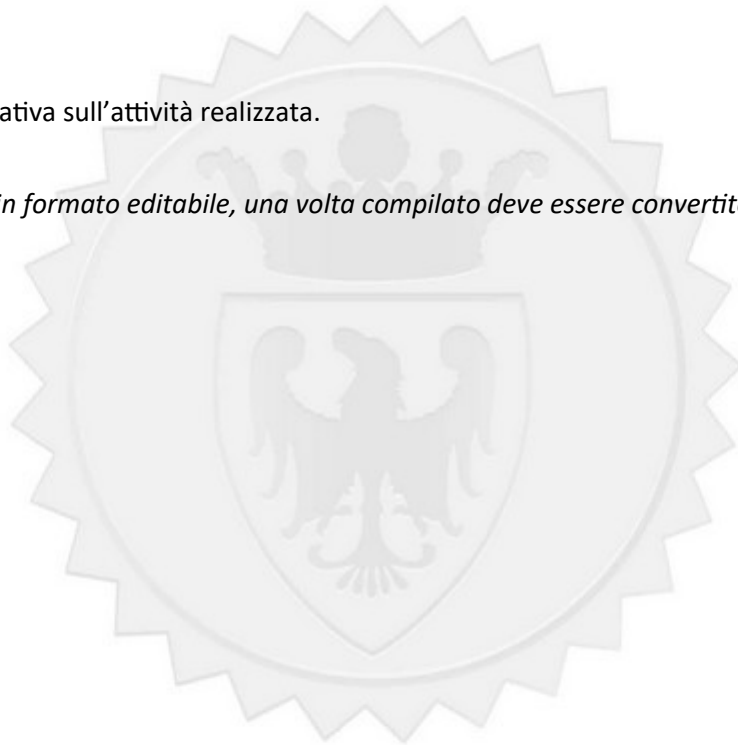 ativa sull’attività realizzata.
in formato editabile, una volta compilato deve essere convertit